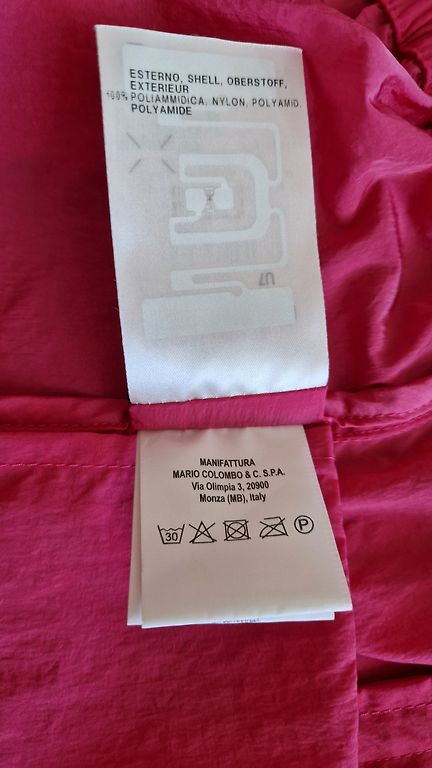 ESTERNO, SHELL, OBERSTOFF,
EXTERIEUR
100% POLIAMMIDICA, NYLON, POLYAMID,
POLYAMIDE
U7
MANIFATTURA
MARIO COLOMBO & C. S.P.A.
Via Olimpia 3, 20900
Monza (MB), Italy
30 P